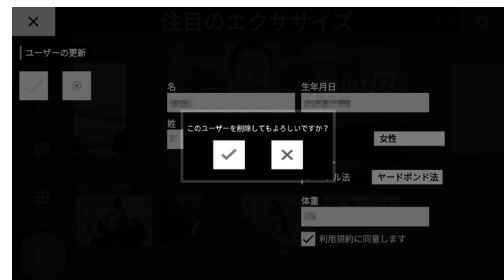 注目のエクササイズ
ユーザーの更新
名
生年月日
姓
このユーザーを削除してもよろしいですか？
女性
ル法
ヤードポンド法
体重
利用規約に同意します